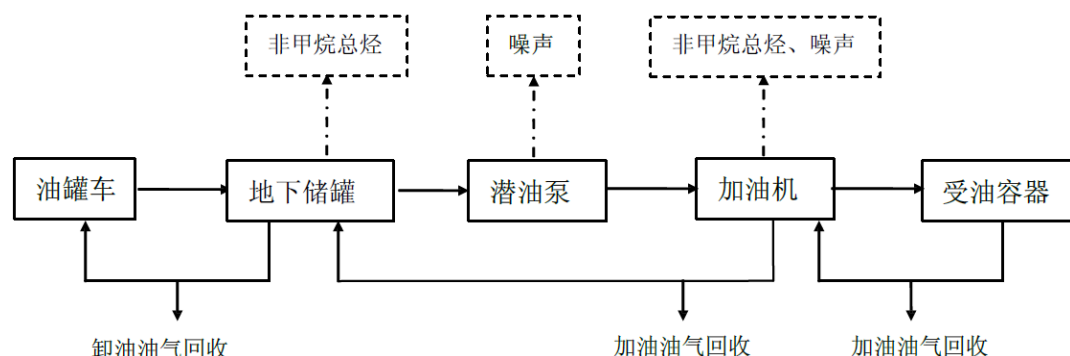 非甲烷总烃
噪声
非甲烷总烃、噪声
油罐车
地下储罐
潜油泵
加油机
受油容器
卸油油气回收
加油油气回收
加油油气回收